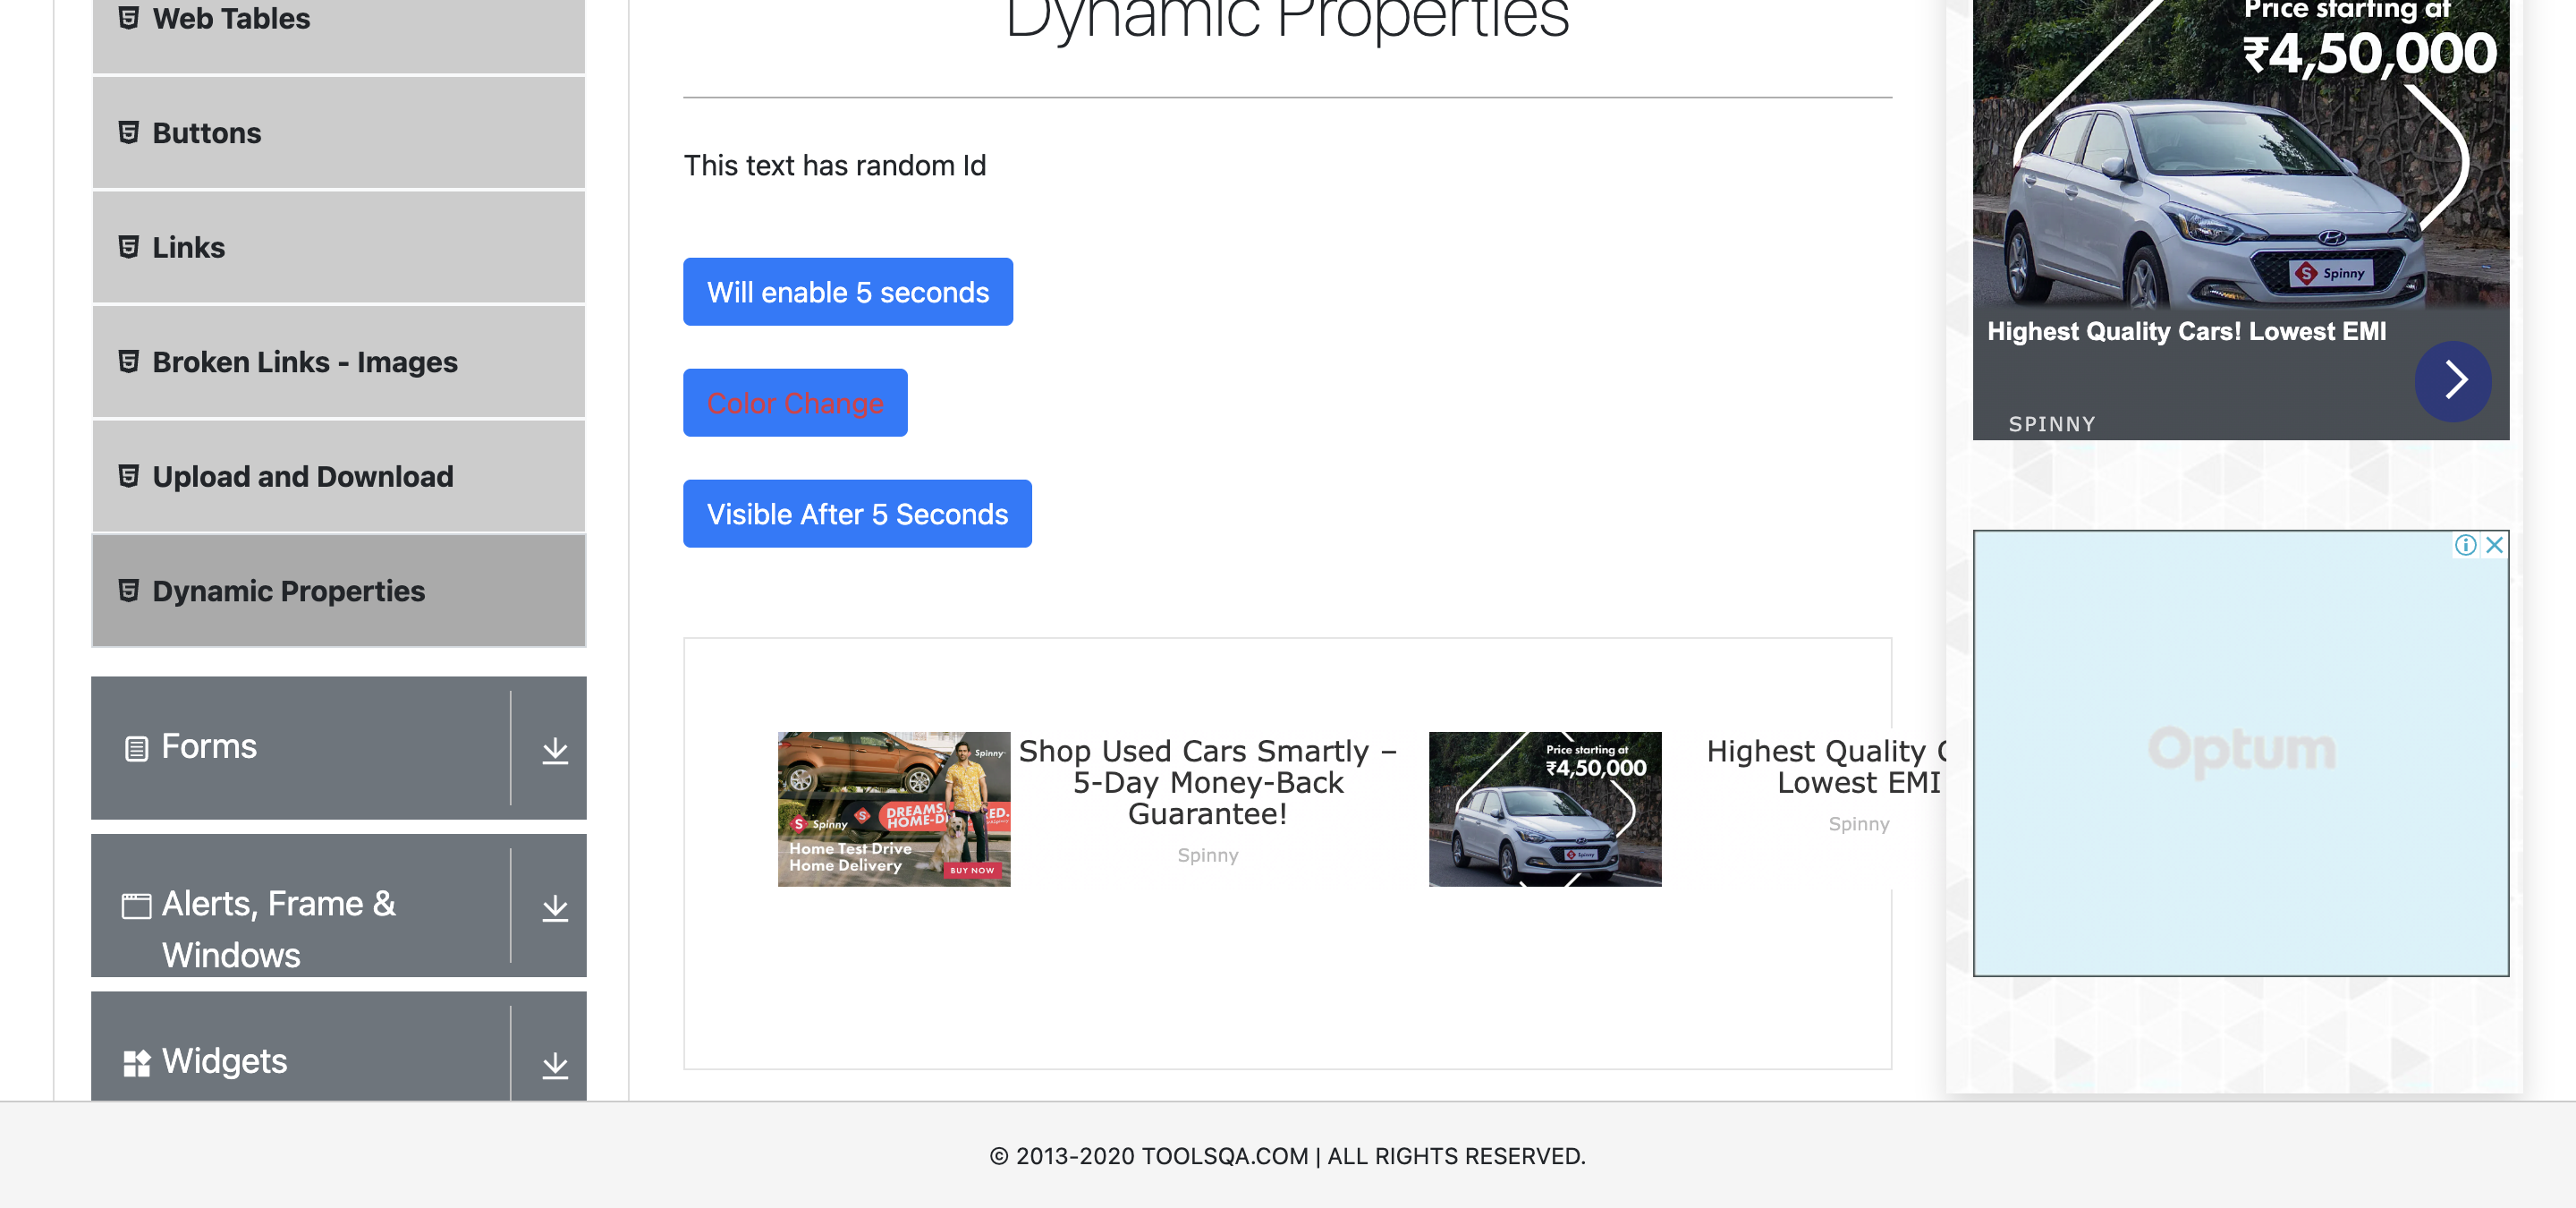 Web Tables
Buttons
Links
Broken Links - Images
Upload and Download
Dynamic Properties
Forms
Alerts, Frame &
Windows
Widgets
Dynamic Properties
This text has random Id
Will enable 5 seconds
Color Change
Visible After 5 Seconds
Spinny
DREAMS
HOME-D
ED.
Spinny
Home Test Drive
Home Delivery
BUY NOW
Shop Used Cars Smartly –
5-Day Money-Back
Guarantee!
Spinny
Price starting at
₹4,50,000
Spinny
Highest Quality
Lowest EMI
Spinny
Price starting at
₹4,50,000
Spinny
Highest Quality Cars! Lowest EMI
SPINNY
Optum
© 2013-2020 TOOLSQA.COM | ALL RIGHTS RESERVED.